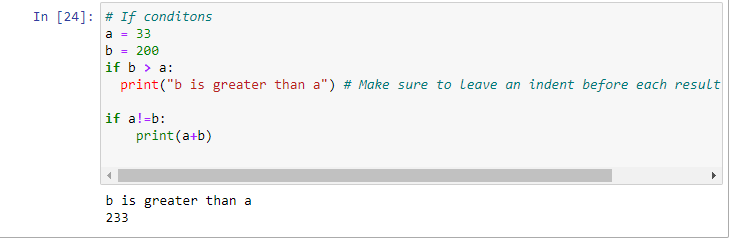 In [24]: # If conditons
a = 33
b = 200
if b > a:
  print("b is greater than a") # Make sure to leave an indent before each result

if a!=b:
    print(a+b)

b is greater than a
233